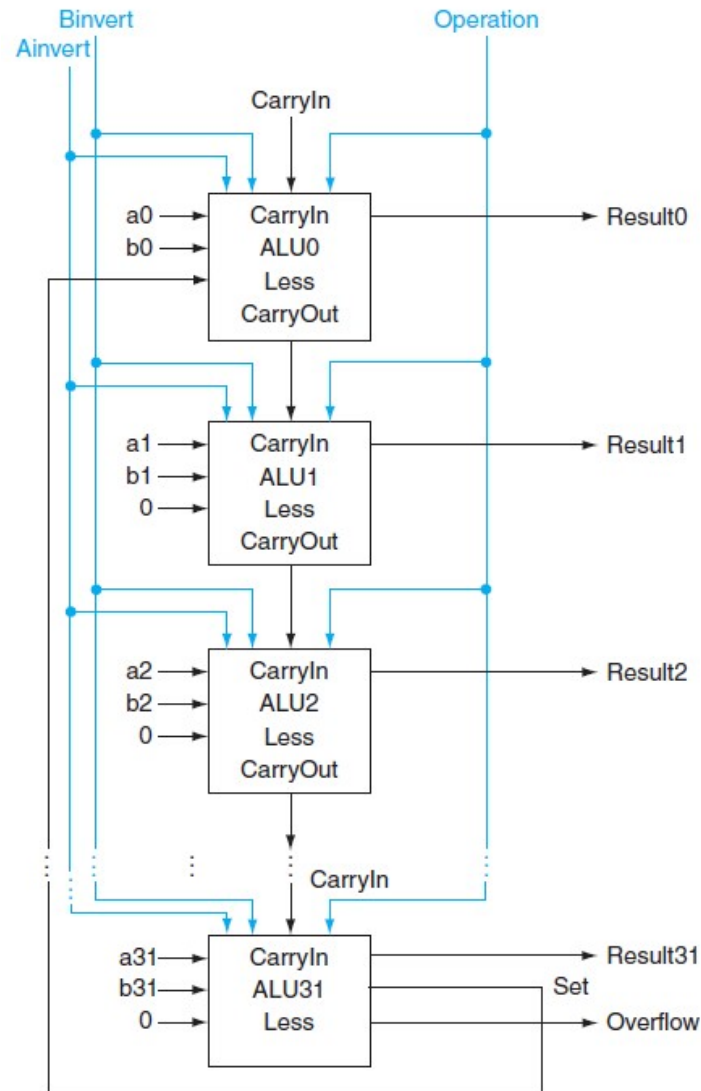 Binvert
Operation
Ainvert
CarryIn
a0
CarryIn
Result0
b0
ALU0
Less
CarryOut
a1
CarryIn
Result1
b1
ALU1
0
Less
CarryOut
a2
CarryIn
Result2
b2
ALU2
0
Less
CarryOut
CarryIn
a31
CarryIn
Result31
b31
ALU31
Set
0
Less
Overflow